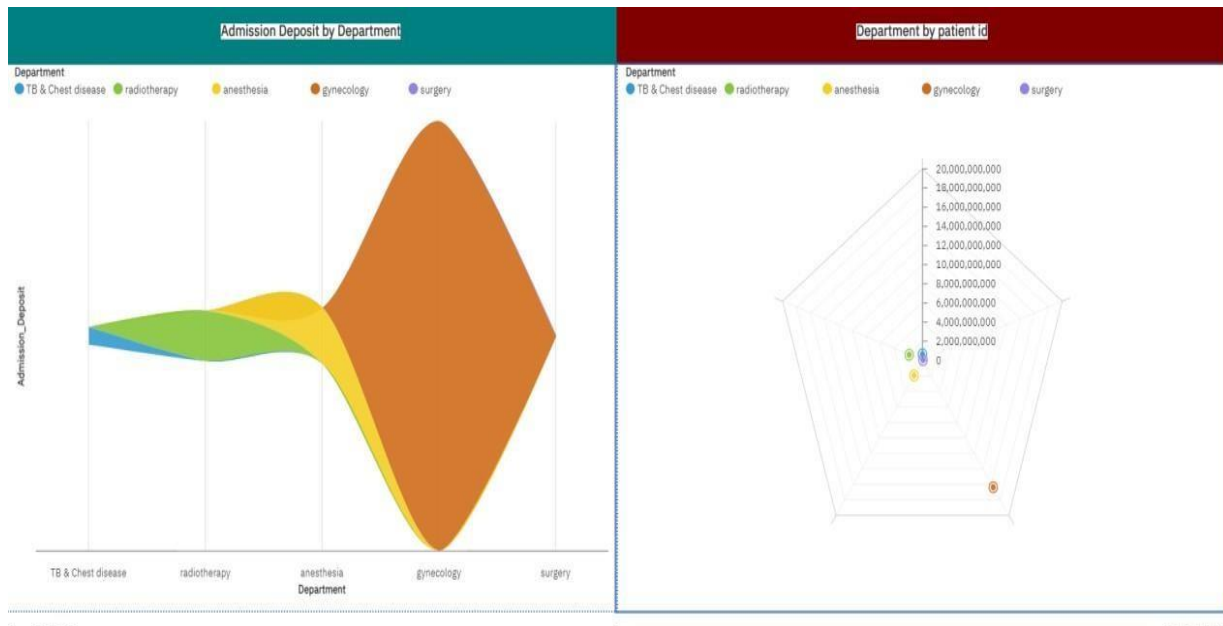 Admission Deposit by Department
Department
TB & Chest disease radiotherapy anesthesia gynecology surgery
Admission_Deposit
TB & Chest disease radiotherapy anesthesia gynecology surgery
Department
Department by patient id
Department
TB & Chest disease radiotherapy anesthesia gynecology surgery
20,000,000,000
18,000,000,000
16,000,000,000
14,000,000,000
12,000,000,000
10,000,000,000
8,000,000,000
6,000,000,000
4,000,000,000
2,000,000,000
0